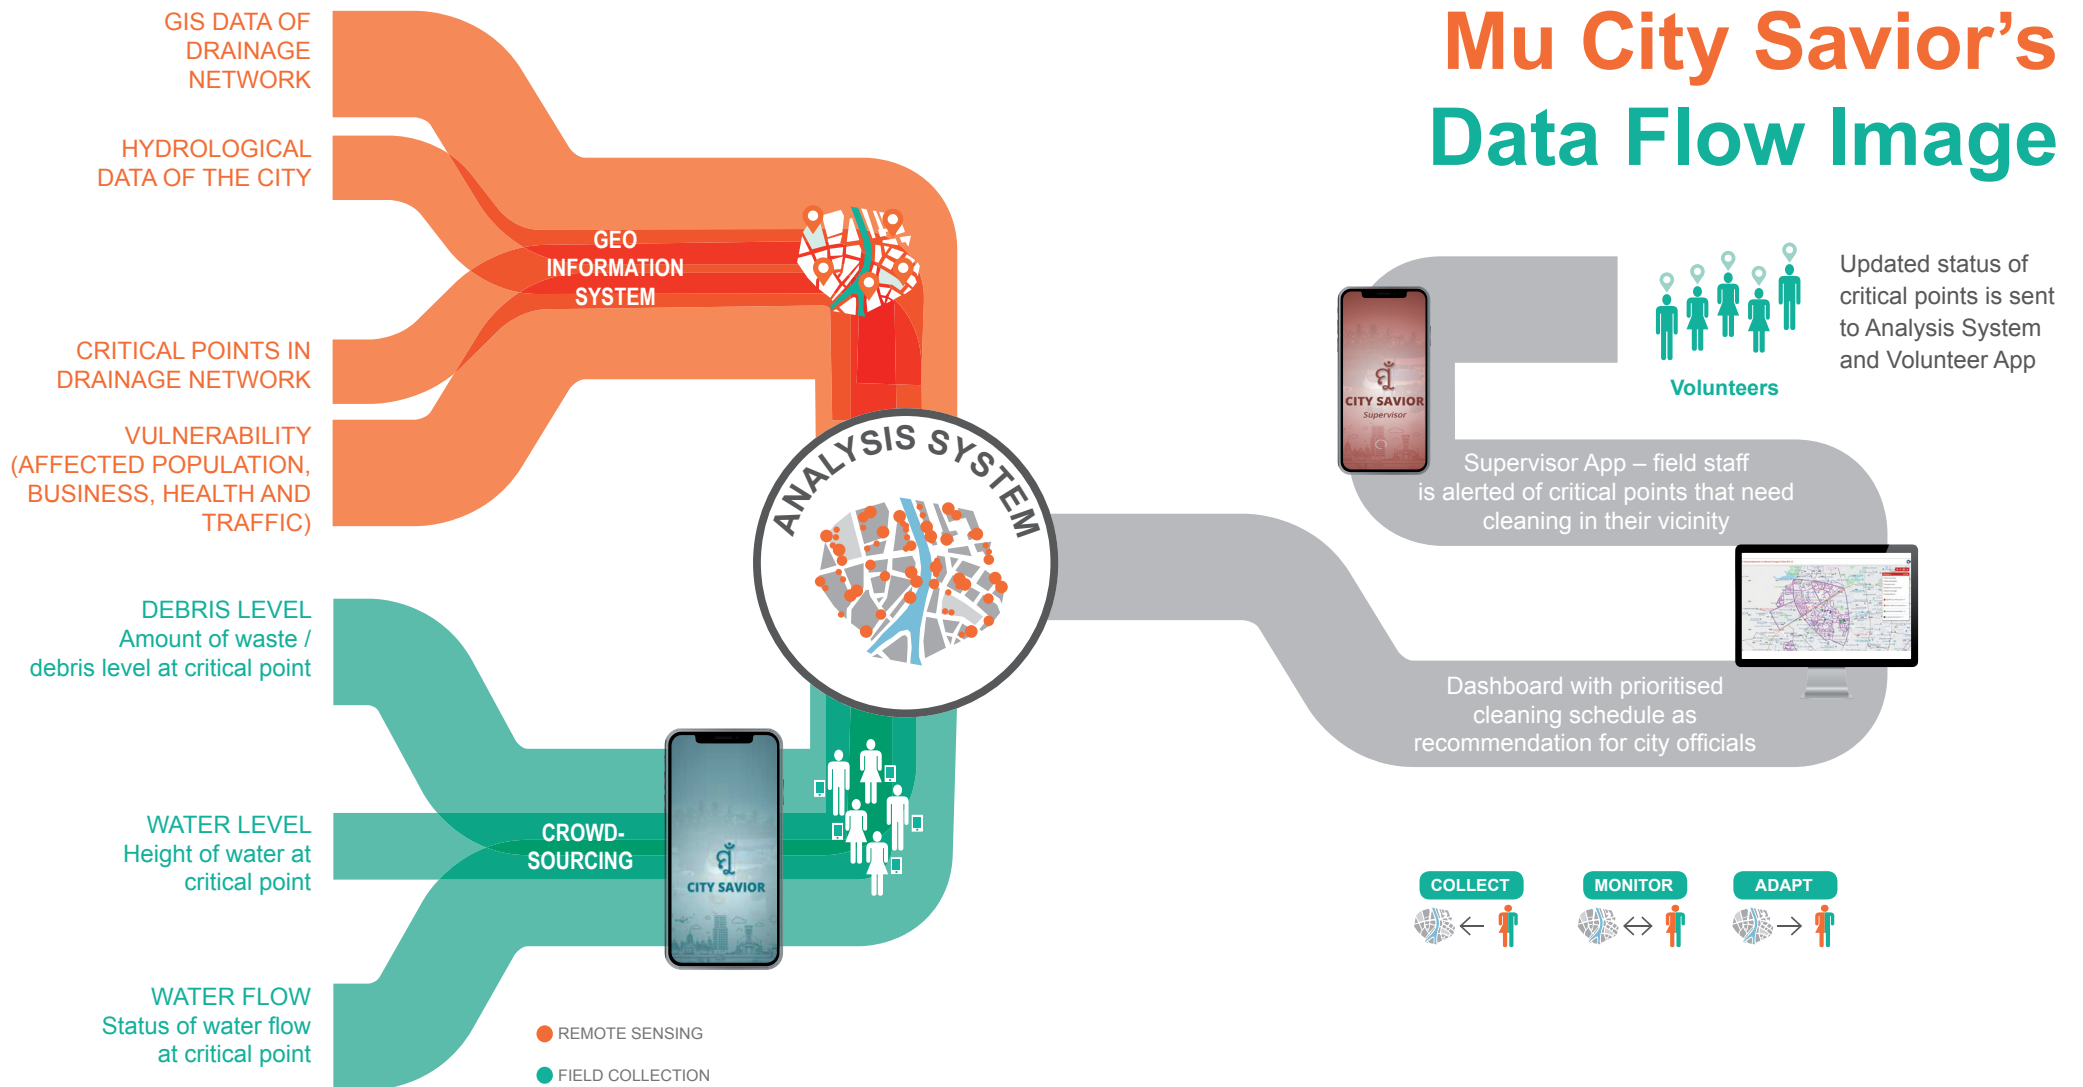 Mu City Savior’s
Data Flow Image
GIS DATA OF
DRAINAGE
NETWORK
HYDROLOGICAL
DATA OF THE CITY
CRITICAL POINTS IN
DRAINAGE NETWORK
VULNERABILITY
(AFFECTED POPULATION,
BUSINESS, HEALTH AND
TRAFFIC)
GEO
INFORMATION
SYSTEM
ANALYSIS SYSTEM
DEBRIS LEVEL
Amount of waste /
debris level at critical point
WATER LEVEL
Height of water at
critical point
WATER FLOW
Status of water flow
at critical point
CROWD-
SOURCING
ମୁଁ
CITY SAVIOR
REMOTE SENSING
FIELD COLLECTION
ମୁଁ
CITY SAVIOR
Supervisor
Volunteers
Updated status of
critical points is sent
to Analysis System
and Volunteer App
Supervisor App – field staff
is alerted of critical points that need
cleaning in their vicinity
Dashboard with prioritised
cleaning schedule as
recommendation for city officials
COLLECT
MONITOR
ADAPT